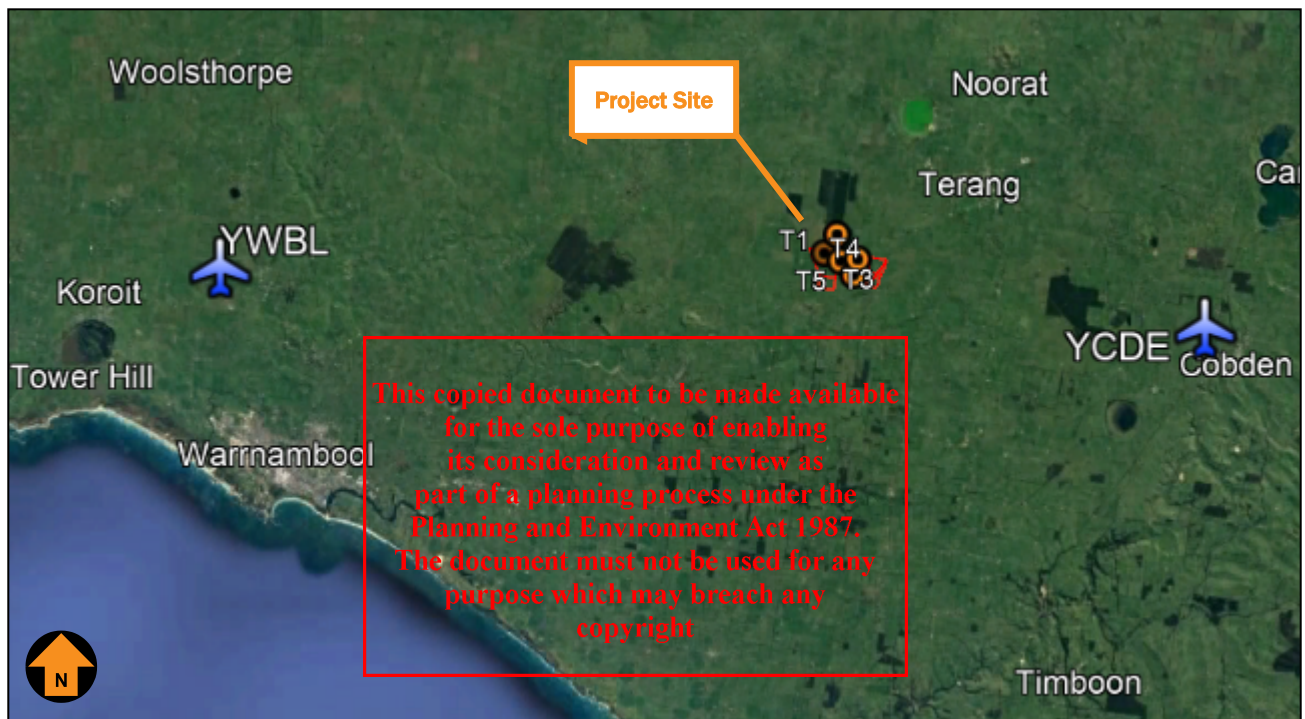 Woolsthorpe
Project Site
Noorat
Terang
Ca
YWBL
T1
T4
T5
T3
Koroit
YCDE
Cobden
Tower Hill
Warrnambool
This copied document to be made available
for the sole purpose of enabling
its consideration and review as
part of a planning process under the
Planning and Environment Act 1987.
The document must not be used for any
purpose which may breach any
copyright
N
Timboon